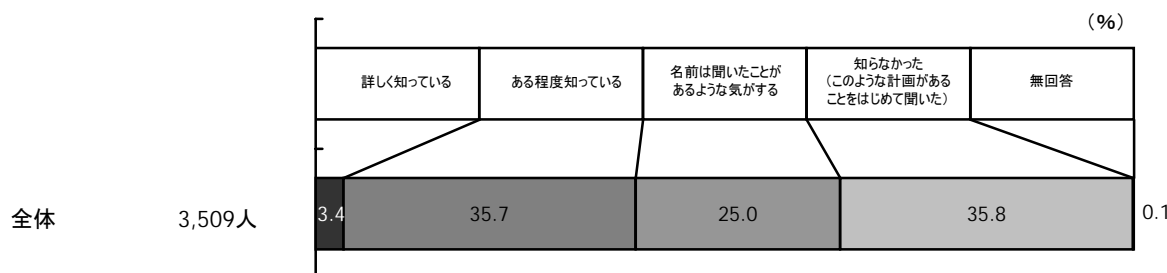 (%)
詳しく知っている
ある程度知っている
名前は聞いたことが
あるような気がする
知らなかった
(このような計画がある
ことをはじめて聞いた)
無回答
全体 3,509人 3.4 35.7 25.0 35.8 0.1